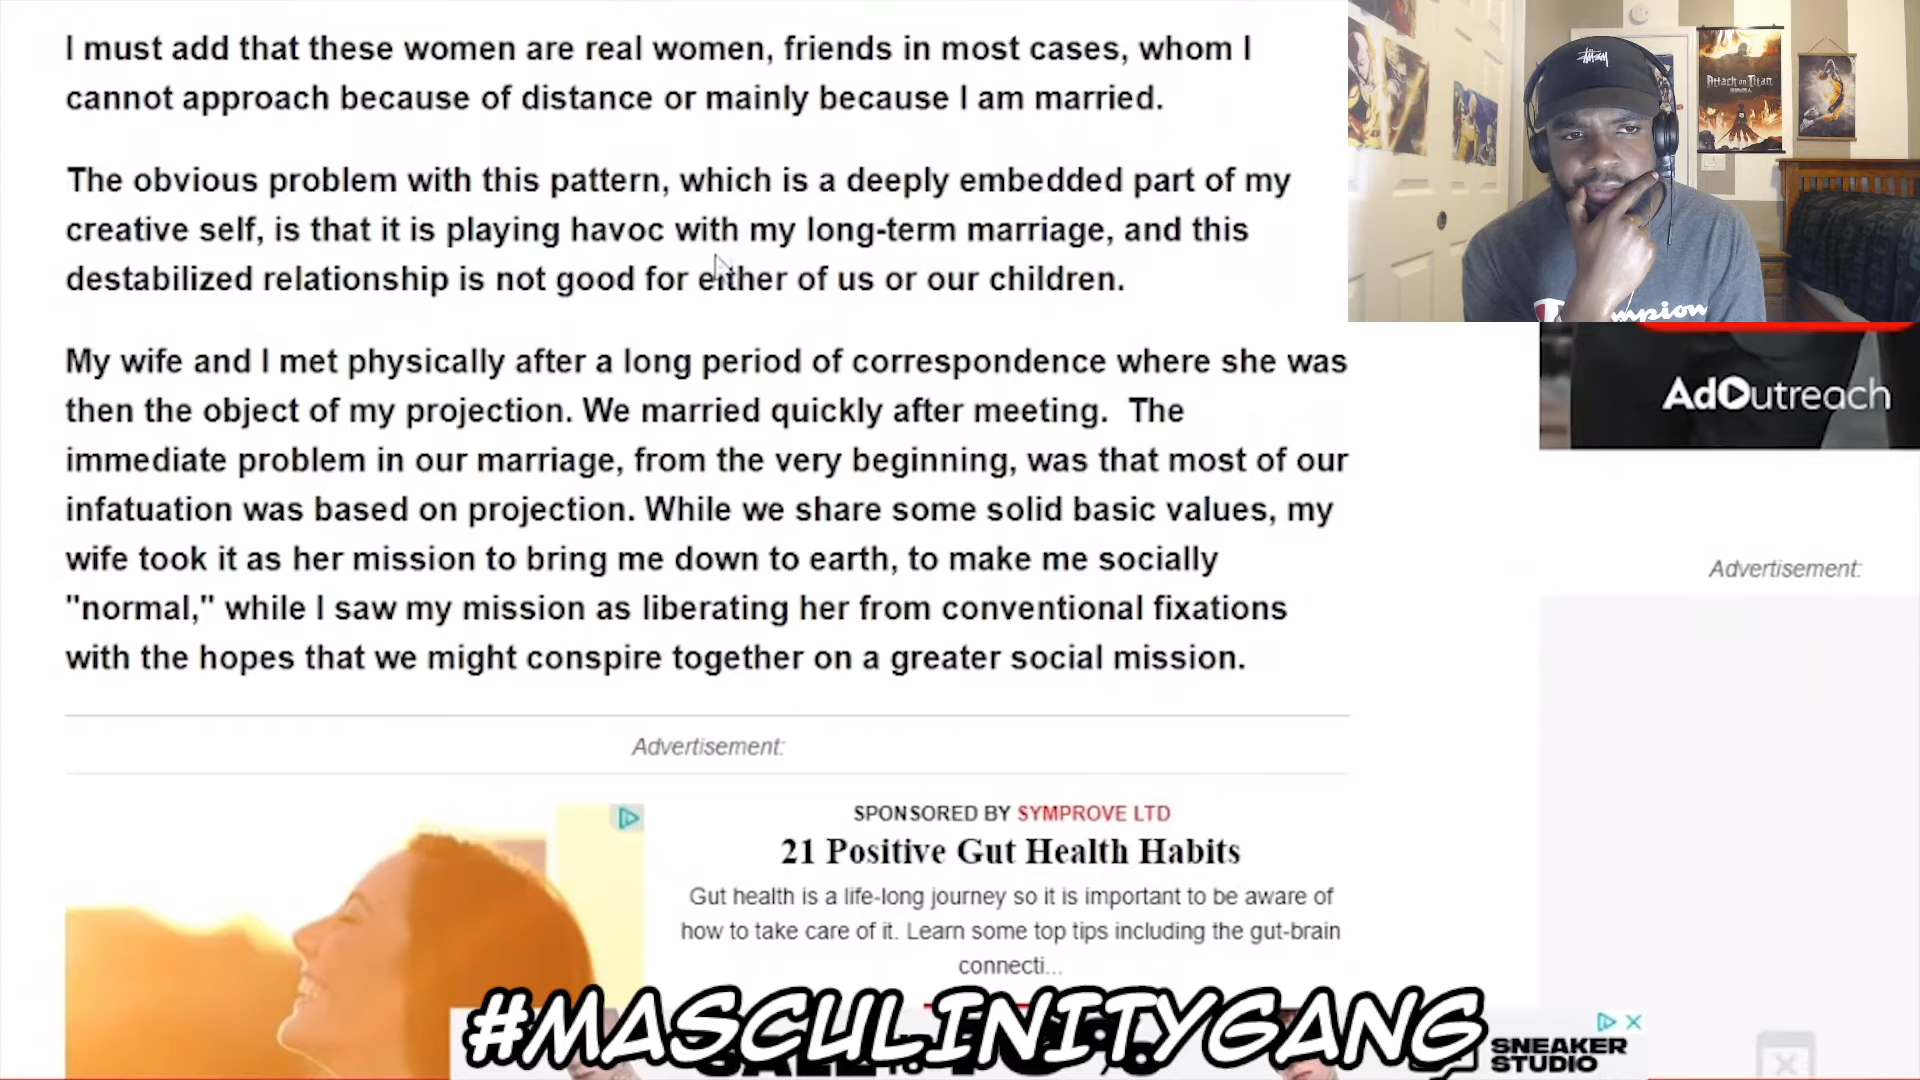 I must add that these women are real women, friends in most cases, whom I
cannot approach because of distance or mainly because I am married.
The obvious problem with this pattern, which is a deeply embedded part of my
creative self, is that it is playing havoc with my long-term marriage, and this
destabilized relationship is not good for either of us or our children.
My wife and I met physically after a long period of correspondence where she was
then the object of my projection. We married quickly after meeting.  The
immediate problem in our marriage, from the very beginning, was that most of our
infatuation was based on projection. While we share some solid basic values, my
wife took it as her mission to bring me down to earth, to make me socially
"normal," while I saw my mission as liberating her from conventional fixations
with the hopes that we might conspire together on a greater social mission.
Advertisement:
SPONSORED BY SYMPROVE LTD
21 Positive Gut Health Habits
Gut health is a life-long journey so it is important to be aware of
how to take care of it. Learn some top tips including the gut-brain
connecti...
#MASCULINITYGANG
SNEAKER
STUDIO
Attack on Titan
Champion
AdOutreach
Advertisement: